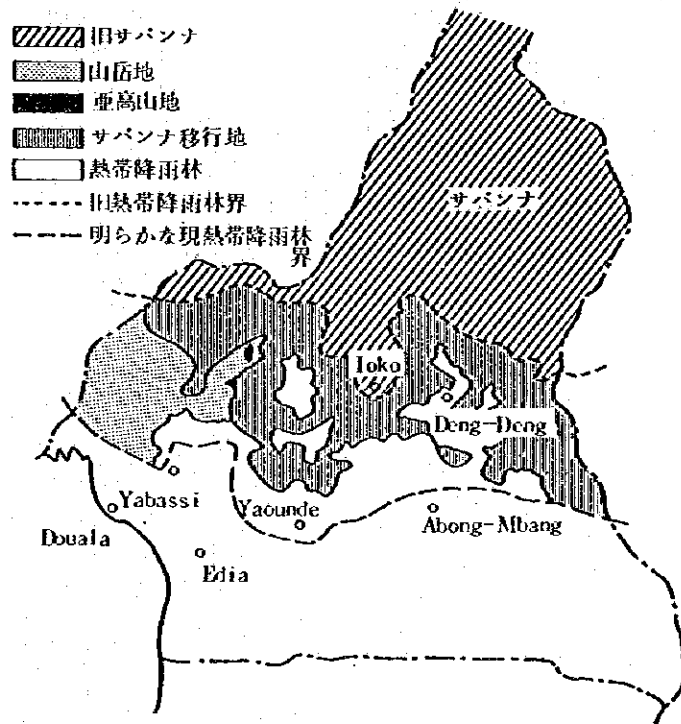 旧サバンナ
山岳地
亜高山地
サバンナ移行地
熱帯降雨林
旧熱帯降雨林界
明らかな現熱帯降雨林
界
サバンナ
Ioko
Deng-Deng
Yabassi
Yaounde
Abong-Mbang
Douala
Edia